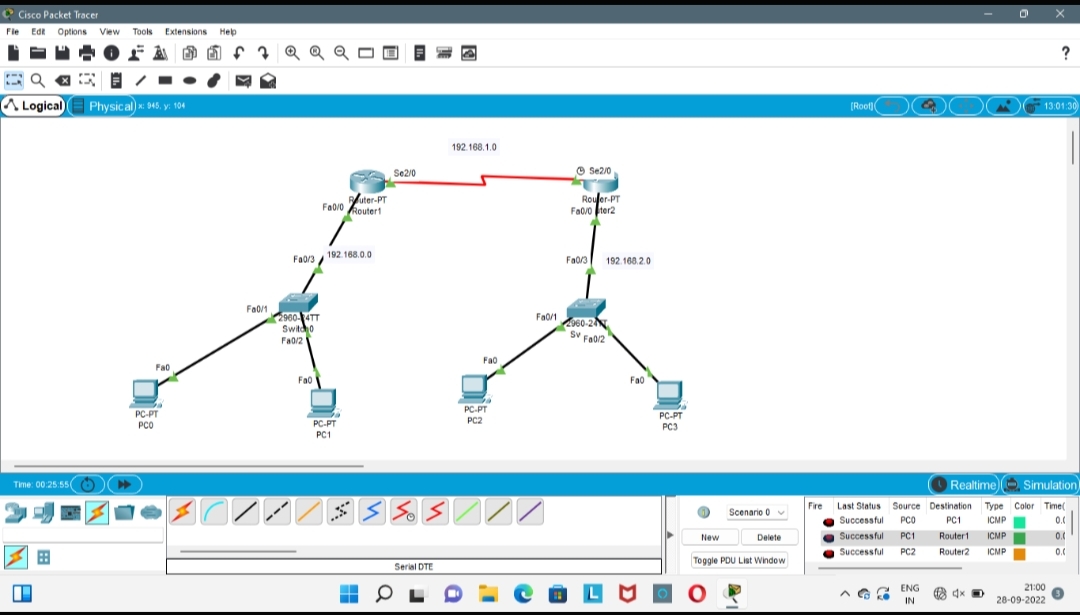 Cisco Packet Tracer
File Edit Options View Tools Extensions Help
?
Logical Physical x: 945, y: 104 [Root] 13:01:30
192.168.1.0
Se2/0
Se2/0
Router-PT
Router1
Fa0/0
Router-PT
Fa0/0 uter2
Fa0/3
192.168.0.0
Fa0/3
192.168.2.0
Fa0/1
2960-24TT
Switch0
Fa0/2
Fa0/1
2960-24TT
Sv Fa0/2
Fa0
Fa0
Fa0
Fa0
PC-PT
PC0
PC-PT
PC1
PC-PT
PC2
PC-PT
PC3
Time: 00:25:55
Realtime Simulation
Scenario 0
New Delete
Toggle PDU List Window
Fire Last Status Source Destination Type Color Time(
Successful PC0 PC1 ICMP 0.0
Successful PC1 Router1 ICMP 0.0
Successful PC2 Router2 ICMP 0.0
Serial DTE
ENG
IN
21:00
28-09-2022